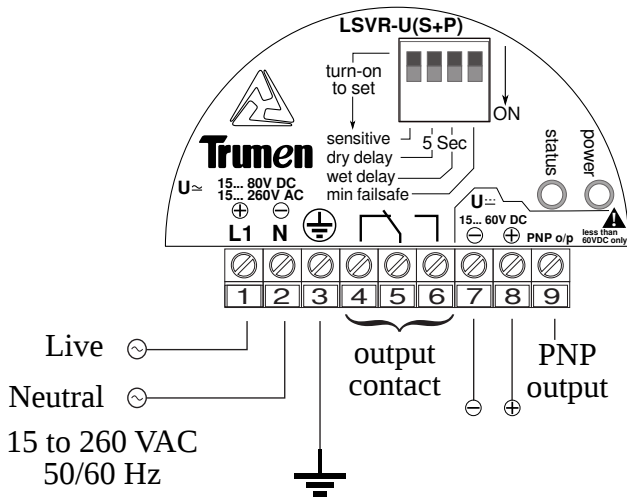 LSVR-U(S+P)
turn-on
to set
ON
sensitive
dry delay
5 Sec
wet delay
min failsafe
status
power
Trumen
U≃
15... 80V DC
15... 260V AC
⊕ ⊖
L1 N
U⎓
15... 60V DC
⊖ ⊕ PNP o/p
less than
60VDC only
1 2 3 4 5 6 7 8 9
Live
Neutral
15 to 260 VAC
50/60 Hz
output
contact
⊖ ⊕
PNP
output